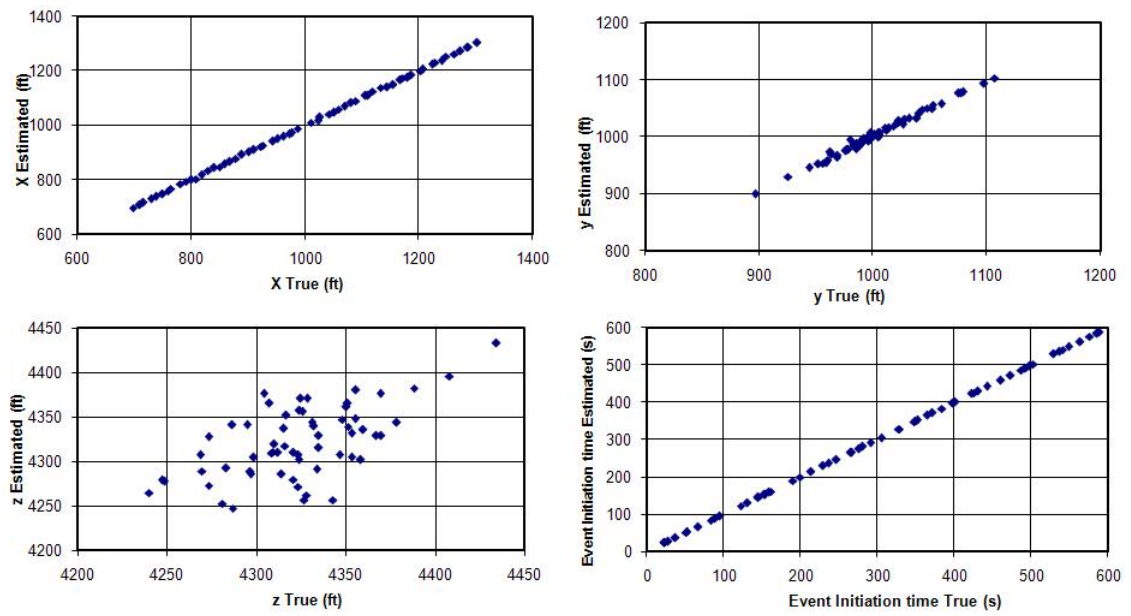 1400
1200
1000
800
600
600 800 1000 1200 1400
X Estimated (ft)
X True (ft)
1200
1100
1000
900
800
800 900 1000 1100 1200
y Estimated (ft)
y True (ft)
4450
4400
4350
4300
4250
4200
4200 4250 4300 4350 4400 4450
z Estimated (ft)
z True (ft)
600
500
400
300
200
100
0
0 100 200 300 400 500 600
Event Initiation time Estimated (s)
Event Initiation time True (s)